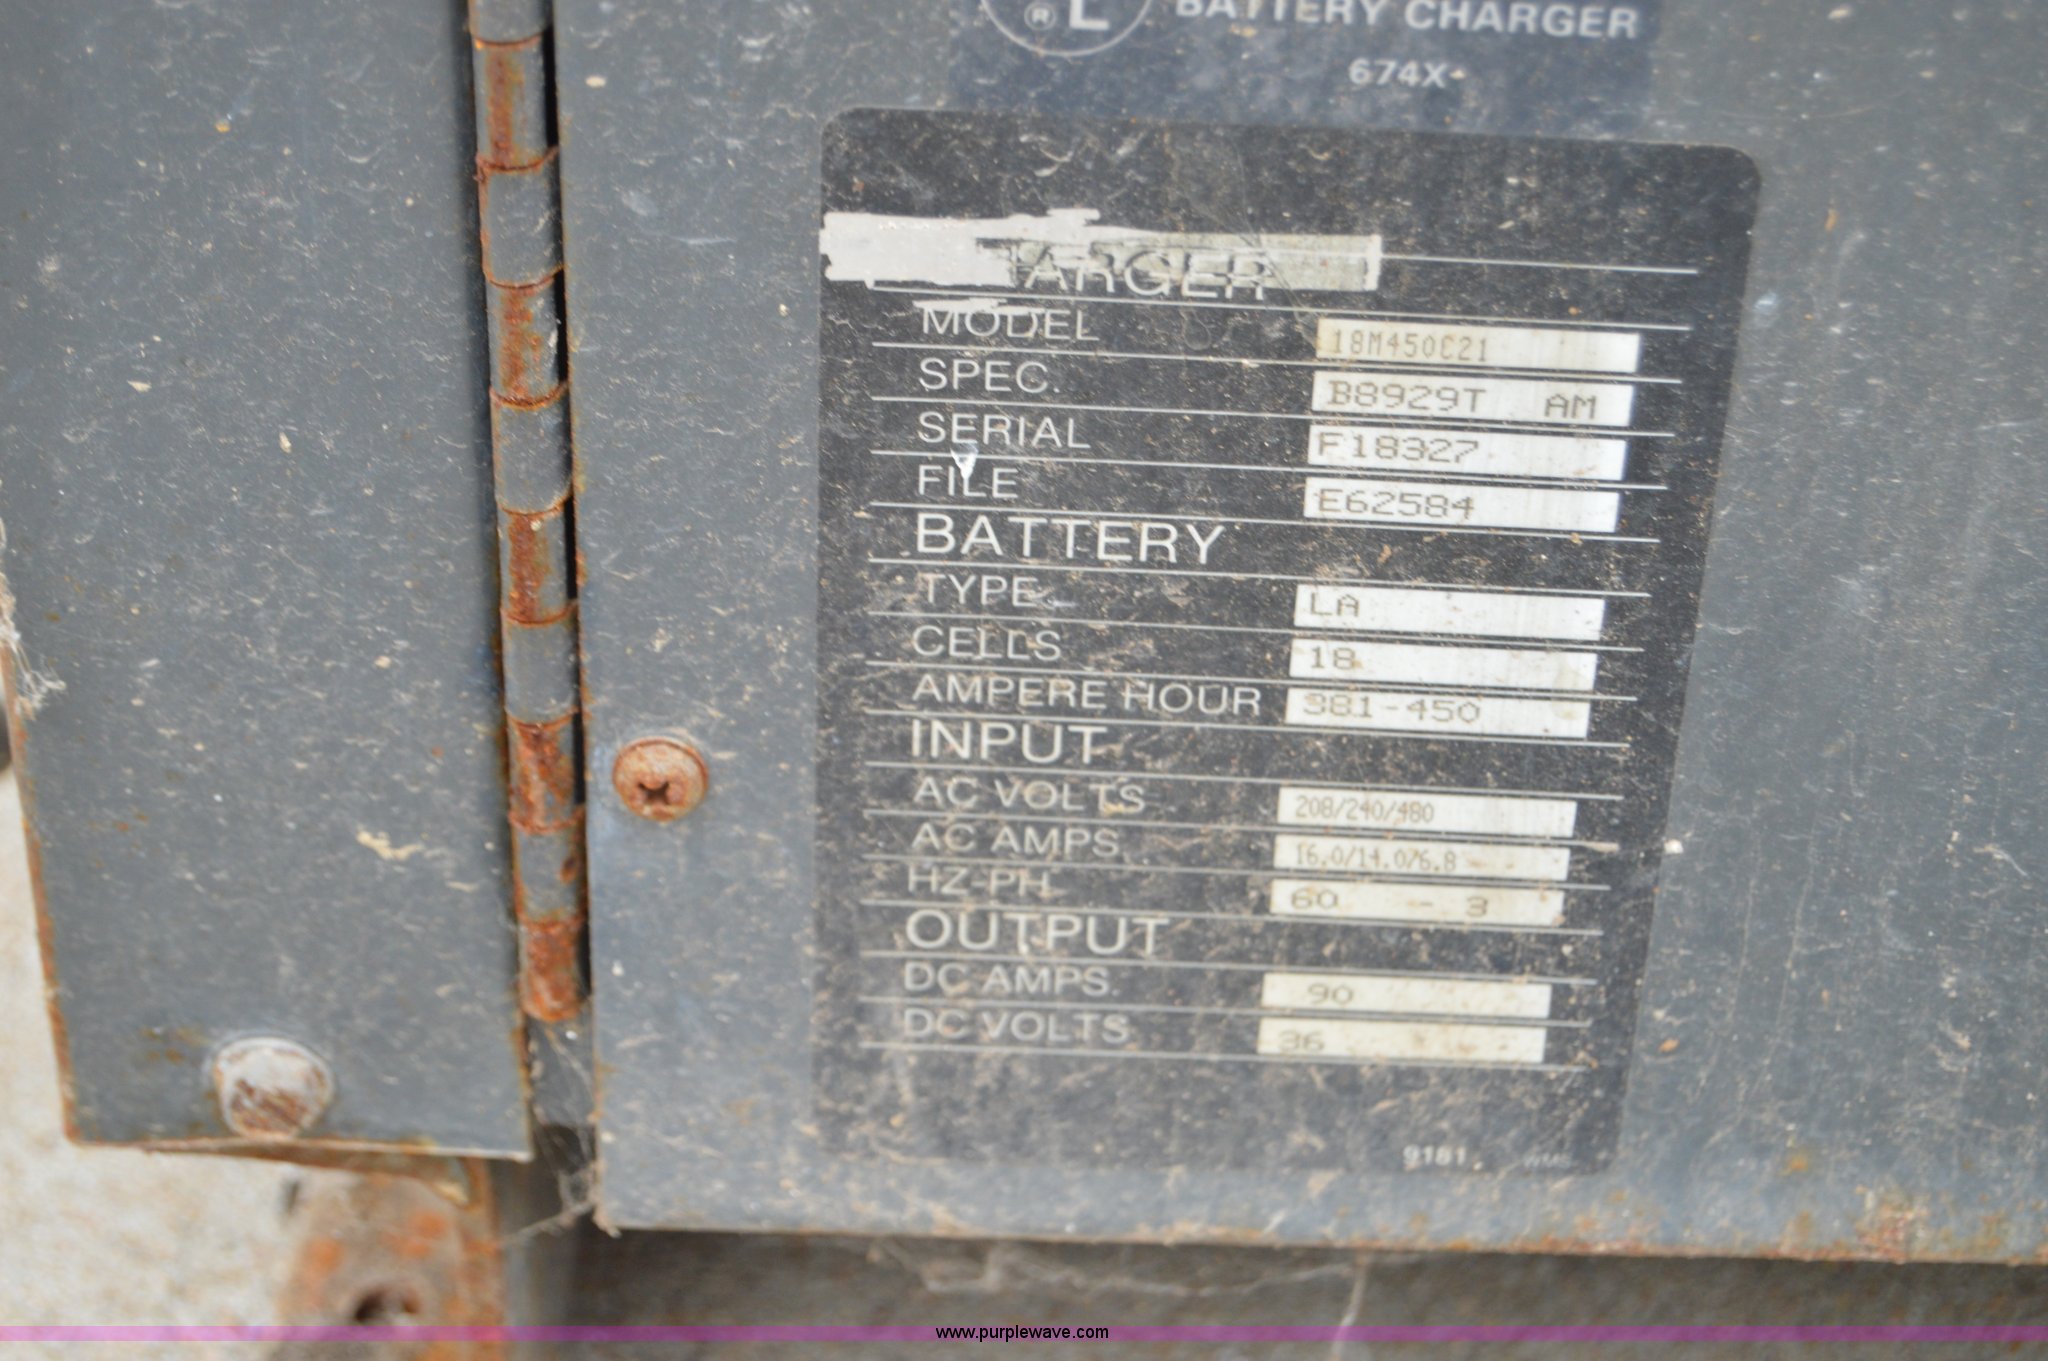 ® L BATTERY CHARGER
674X
CHARGER
MODEL 18M450C21
SPEC. B8929T AM
SERIAL F18327
FILE E62584
BATTERY
TYPE LA
CELLS 18
AMPERE HOUR 381-450
INPUT
AC VOLTS 208/240/480
AC AMPS. 16.0/14.0/6.8
HZ-PH 60 - 3
OUTPUT
DC AMPS. 90
DC VOLTS 36
9161
www.purplewave.com